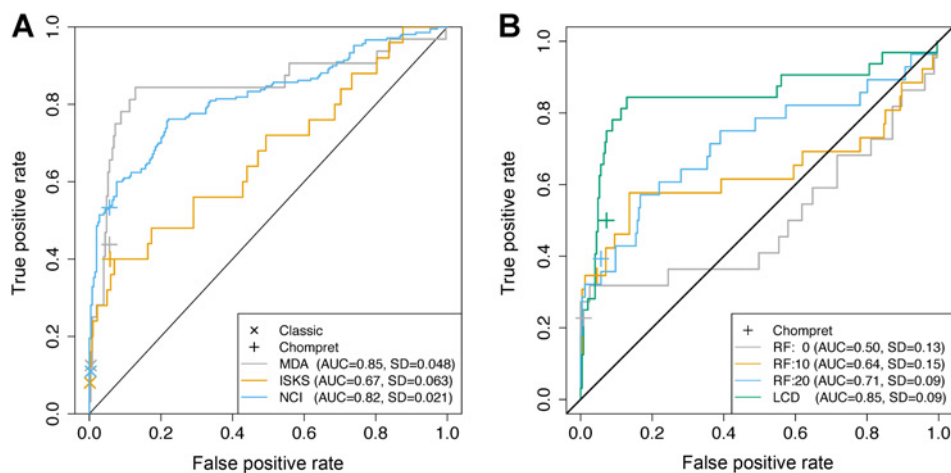 A
True positive rate
1.0
0.8
0.6
0.4
0.2
0.0
0.0 0.2 0.4 0.6 0.8 1.0
False positive rate
Classic
Chompret
MDA (AUC=0.85, SD=0.048)
ISKS (AUC=0.67, SD=0.063)
NCI (AUC=0.82, SD=0.021)
B
True positive rate
1.0
0.8
0.6
0.4
0.2
0.0
0.0 0.2 0.4 0.6 0.8 1.0
False positive rate
Chompret
RF: 0 (AUC=0.50, SD=0.13)
RF:10 (AUC=0.64, SD=0.15)
RF:20 (AUC=0.71, SD=0.09)
LCD (AUC=0.85, SD=0.09)